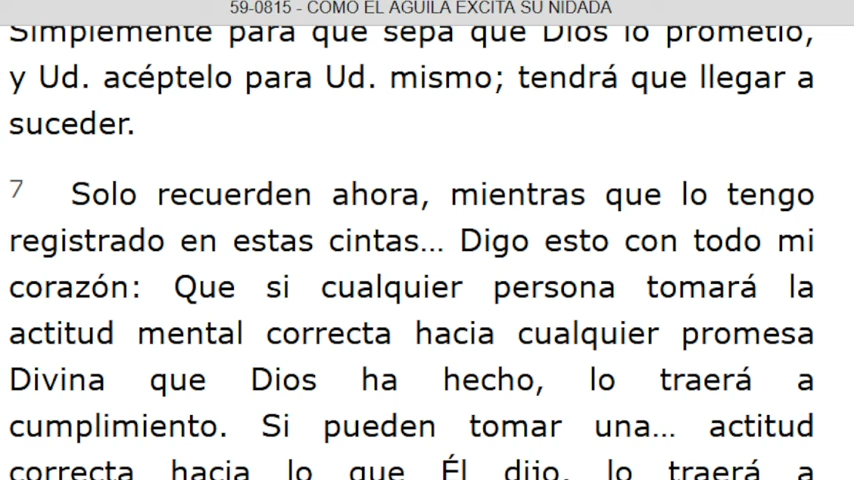 59-0815 - COMO EL AGUILA EXCITA SU NIDADA
Simplemente para que sepa que Dios lo prometió,
y Ud. acéptelo para Ud. mismo; tendrá que llegar a
suceder.
7 Solo recuerden ahora, mientras que lo tengo
registrado en estas cintas... Digo esto con todo mi
corazón: Que si cualquier persona tomará la
actitud mental correcta hacia cualquier promesa
Divina que Dios ha hecho, lo traerá a
cumplimiento. Si pueden tomar una... actitud
correcta hacia lo que Él dijo, lo traerá a